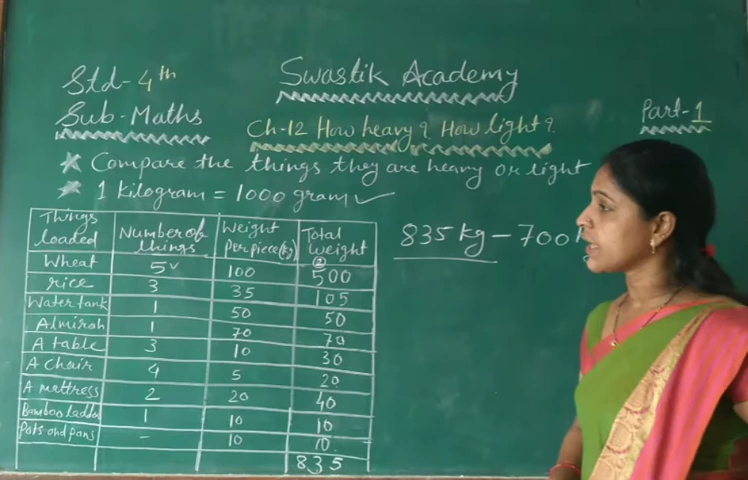 Std-4th
Swastik Academy
Sub-Maths
Ch-12 How heavy? How light?
Part-1
* Compare the things they are heavy or light
* 1 kilogram = 1000 gram ✓
Things loaded | Number of things | Weight Per piece(kg) | Total weight
Wheat | 5✓ | 100 | 500
rice | 3 | 35 | 105
Water tank | 1 | 50 | 50
Almirah | 1 | 70 | 70
A table | 3 | 10 | 30
A chair | 4 | 5 | 20
A mattress | 2 | 20 | 40
Bamboo ladder | 1 | 10 | 10
Pots and pans | - | 10 | 10
835
835 kg - 700